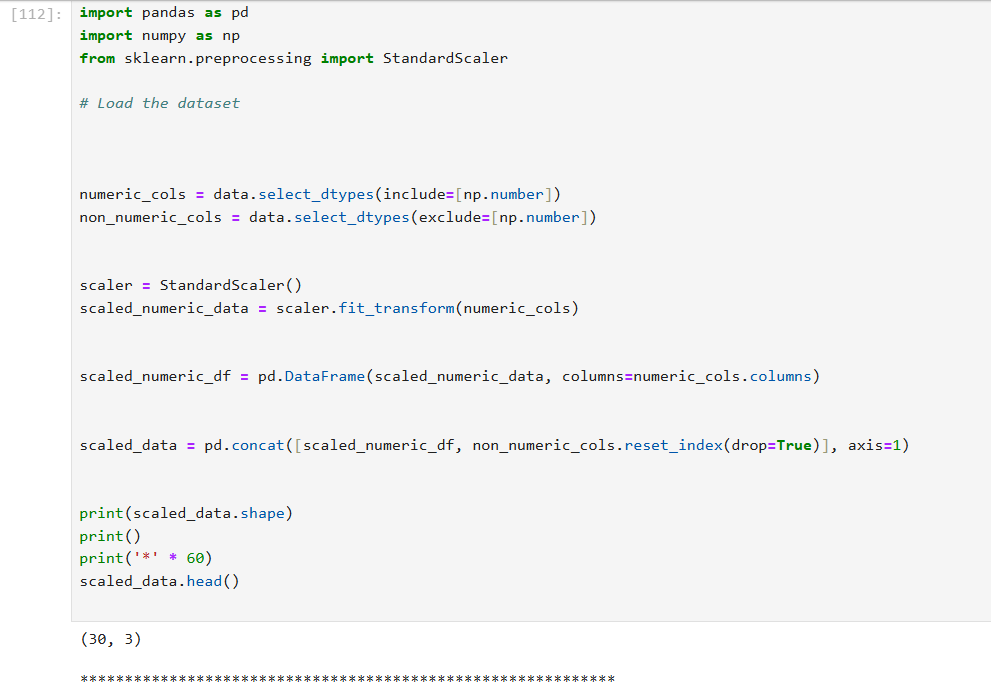 [112]:
import pandas as pd
import numpy as np
from sklearn.preprocessing import StandardScaler
# Load the dataset
numeric_cols = data.select_dtypes(include=[np.number])
non_numeric_cols = data.select_dtypes(exclude=[np.number])
scaler = StandardScaler()
scaled_numeric_data = scaler.fit_transform(numeric_cols)
scaled_numeric_df = pd.DataFrame(scaled_numeric_data, columns=numeric_cols.columns)
scaled_data = pd.concat([scaled_numeric_df, non_numeric_cols.reset_index(drop=True)], axis=1)
print(scaled_data.shape)
print()
print('*' * 60)
scaled_data.head()
(30, 3)
************************************************************